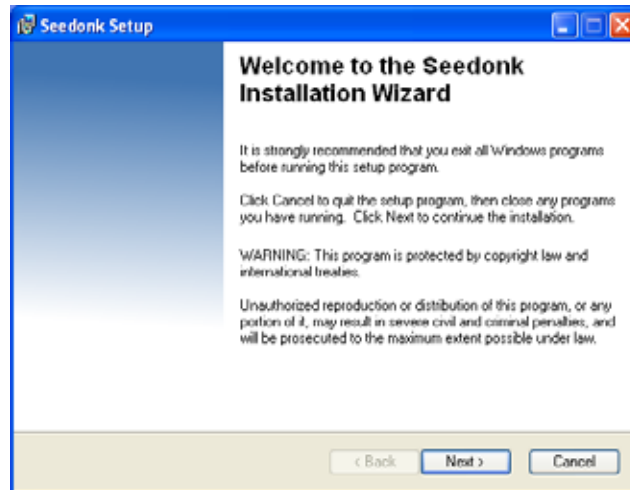 Seedonk Setup
Welcome to the Seedonk
Installation Wizard
It is strongly recommended that you exit all Windows programs
before running this setup program.
Click Cancel to quit the setup program, then close any programs
you have running. Click Next to continue the installation.
WARNING: This program is protected by copyright law and
international treaties.
Unauthorized reproduction or distribution of this program, or any
portion of it, may result in severe civil and criminal penalties, and
will be prosecuted to the maximum extent possible under law.
< Back Next > Cancel